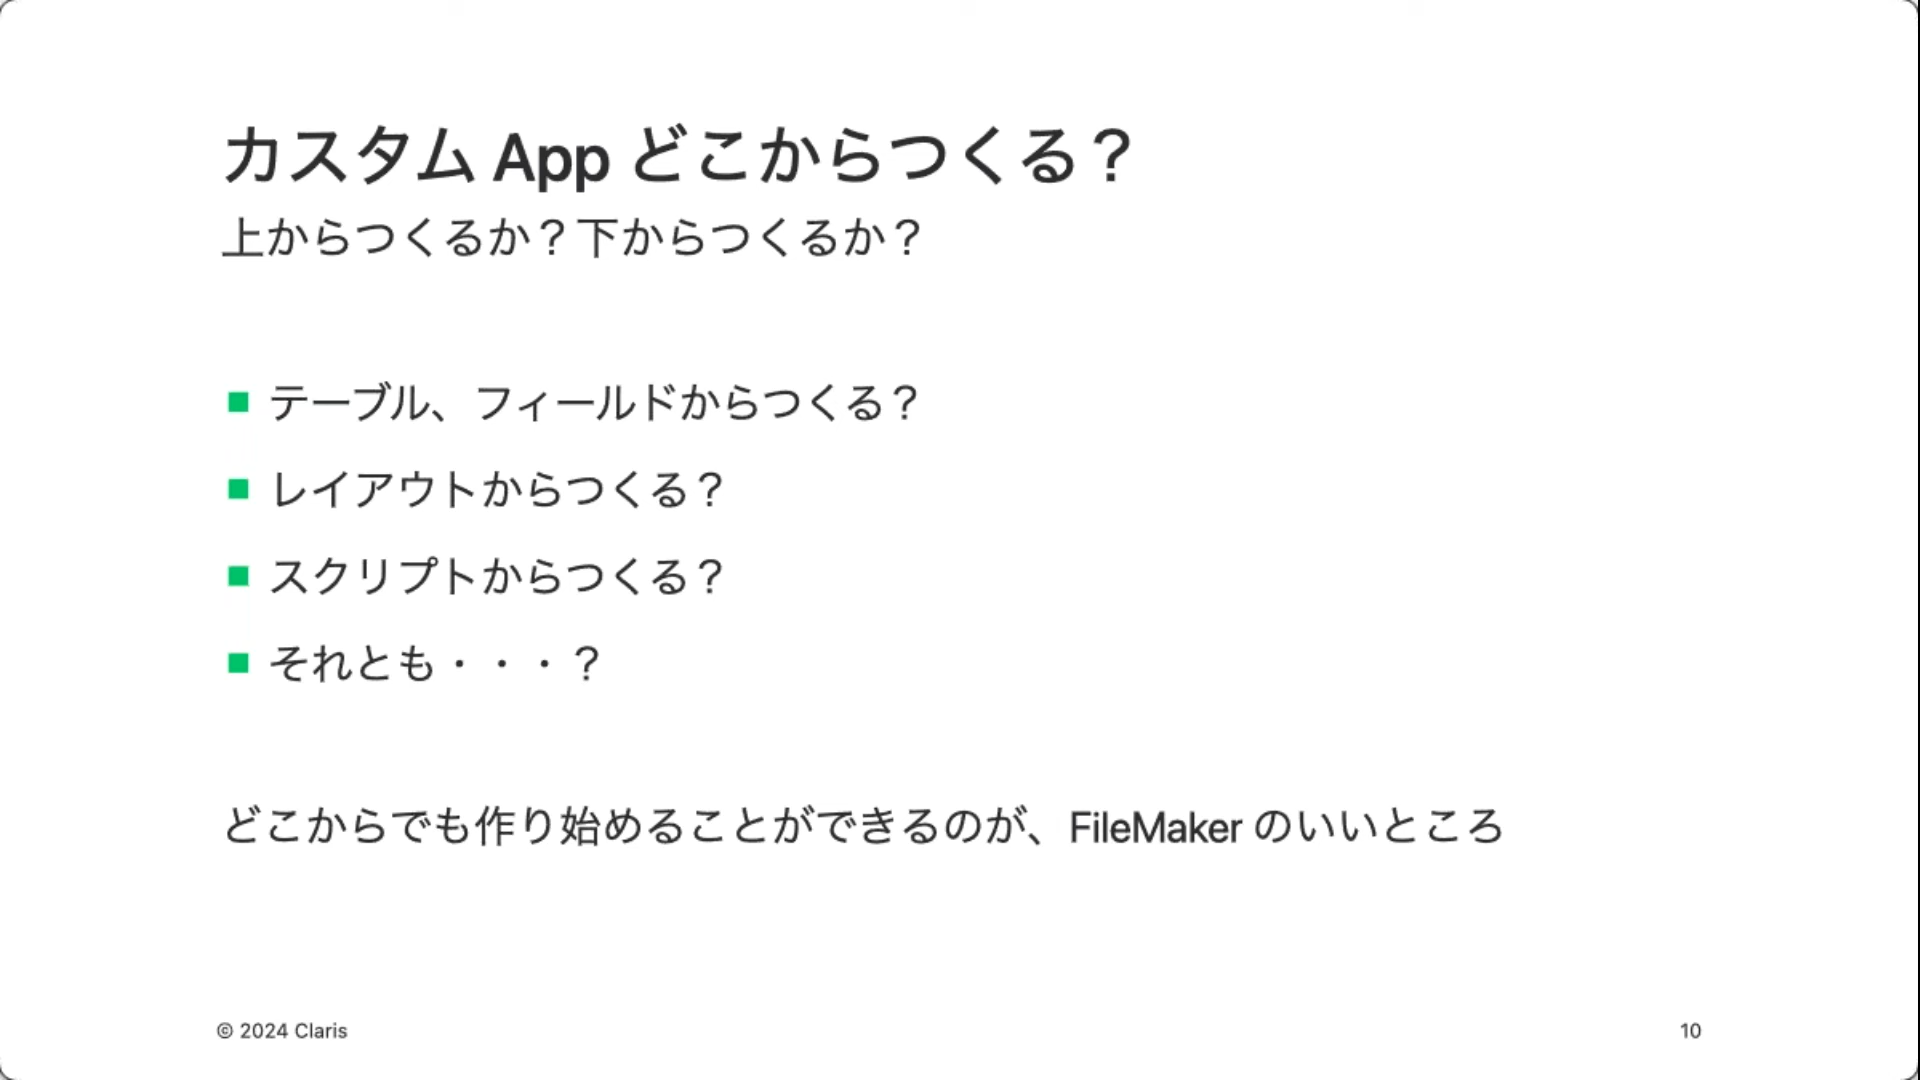 カスタム App どこからつくる？
上からつくるか？下からつくるか？
■ テーブル、フィールドからつくる？
■ レイアウトからつくる？
■ スクリプトからつくる？
■ それとも・・・？
どこからでも作り始めることができるのが、FileMaker のいいところ
© 2024 Claris
10